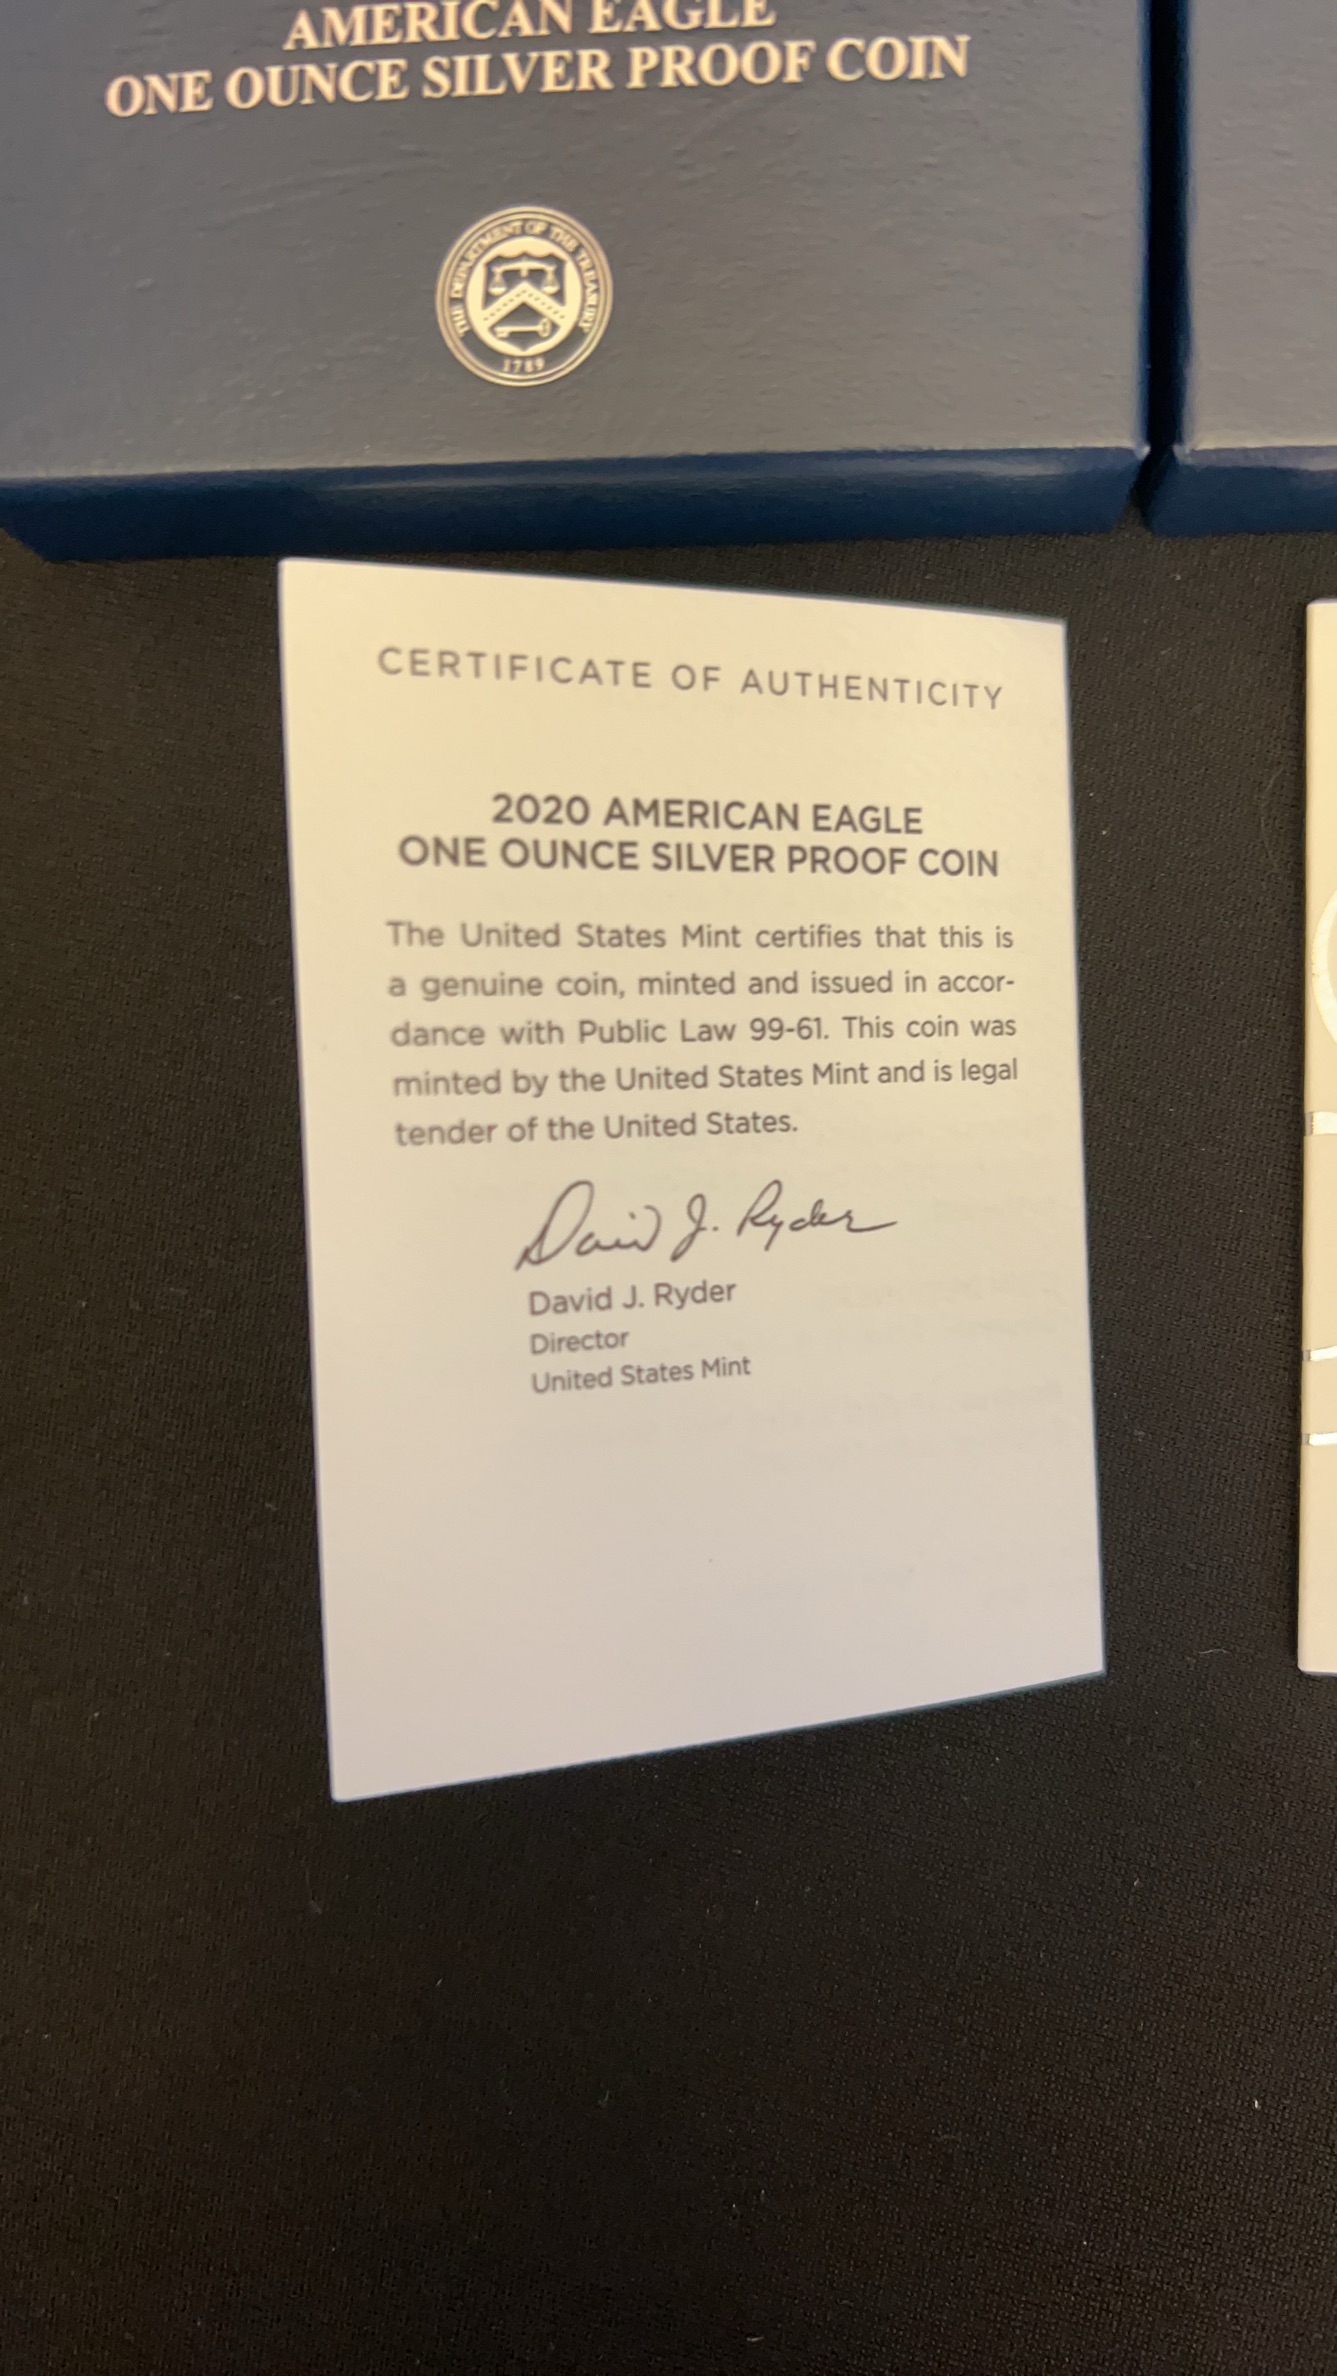 AMERICAN EAGLE
ONE OUNCE SILVER PROOF COIN
THE DEPARTMENT OF THE TREASURY
1789
CERTIFICATE OF AUTHENTICITY
2020 AMERICAN EAGLE
ONE OUNCE SILVER PROOF COIN
The United States Mint certifies that this is
a genuine coin, minted and issued in accor-
dance with Public Law 99-61. This coin was
minted by the United States Mint and is legal
tender of the United States.
David J. Ryder
David J. Ryder
Director
United States Mint